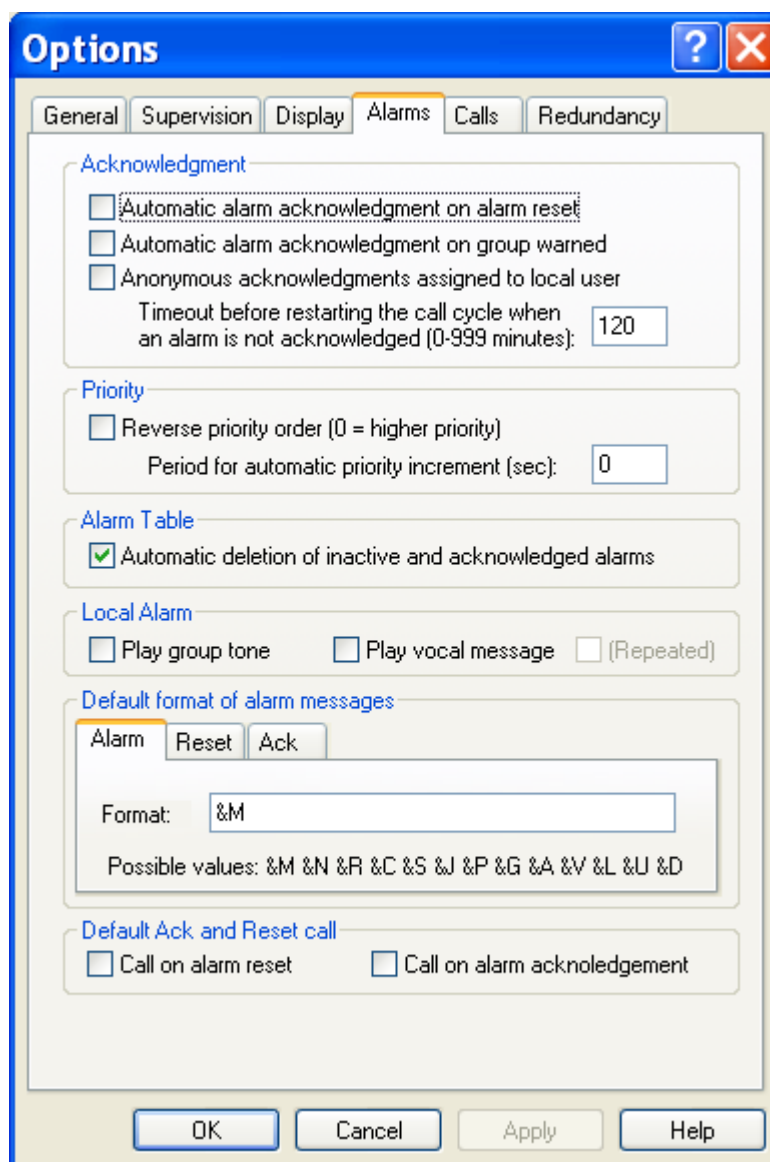 Options
General Supervision Display Alarms Calls Redundancy
Acknowledgment
Automatic alarm acknowledgment on alarm reset
Automatic alarm acknowledgment on group warned
Anonymous acknowledgments assigned to local user
Timeout before restarting the call cycle when
an alarm is not acknowledged (0-999 minutes): 120
Priority
Reverse priority order (0 = higher priority)
Period for automatic priority increment (sec): 0
Alarm Table
Automatic deletion of inactive and acknowledged alarms
Local Alarm
Play group tone Play vocal message (Repeated)
Default format of alarm messages
Alarm Reset Ack
Format: &M
Possible values: &M &N &R &C &S &J &P &G &A &V &L &U &D
Default Ack and Reset call
Call on alarm reset Call on alarm acknoledgement
OK Cancel Apply Help